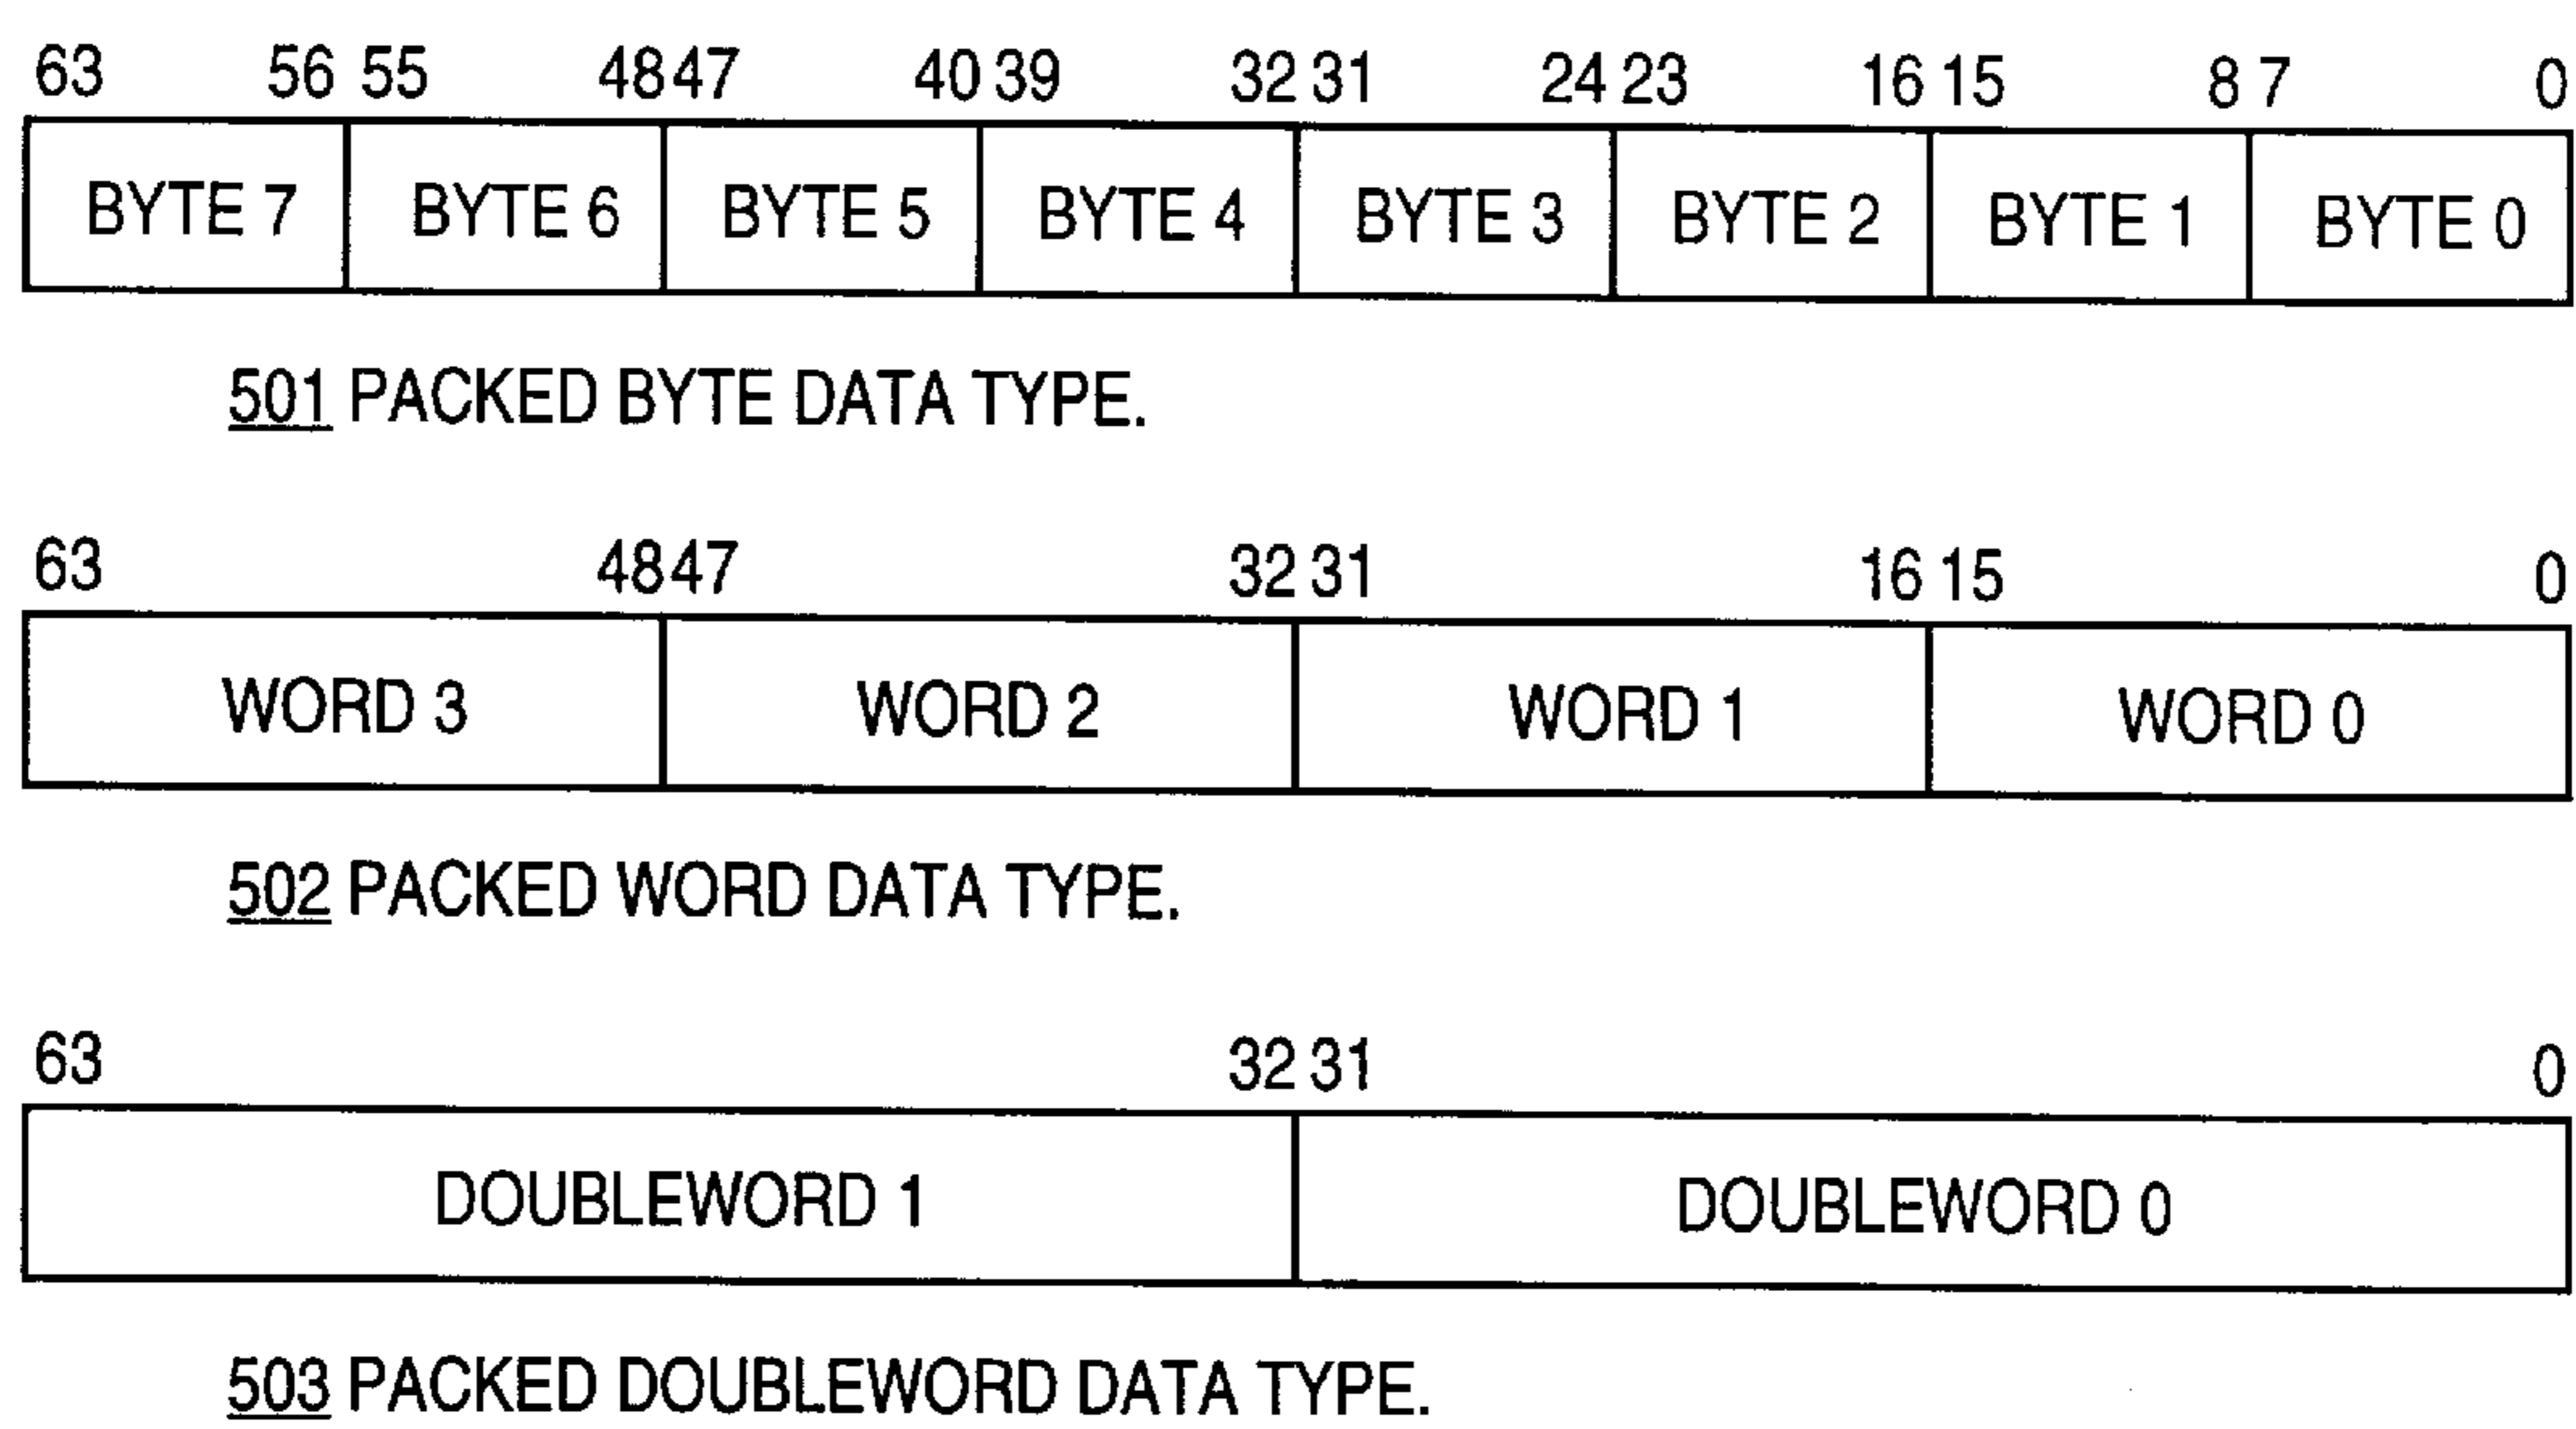 63 56 55 48 47 40 39 32 31 24 23 16 15 8 7 0
BYTE 7 BYTE 6 BYTE 5 BYTE 4 BYTE 3 BYTE 2 BYTE 1 BYTE 0
501 PACKED BYTE DATA TYPE.
63 48 47 32 31 16 15 0
WORD 3 WORD 2 WORD 1 WORD 0
502 PACKED WORD DATA TYPE.
63 32 31 0
DOUBLEWORD 1 DOUBLEWORD 0
503 PACKED DOUBLEWORD DATA TYPE.